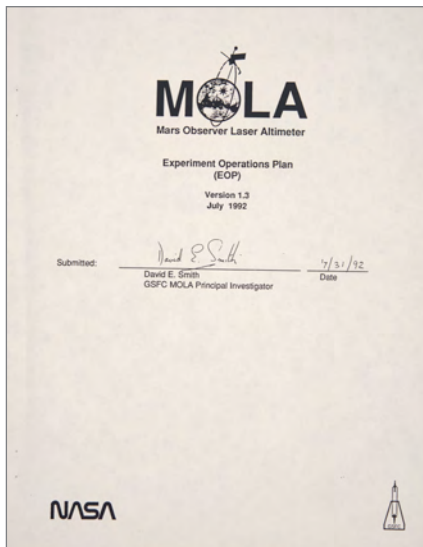 MOLA
Mars Observer Laser Altimeter
Experiment Operations Plan
(EOP)
Version 1.3
July 1992
Submitted: David E. Smith 7/31/92
David E. Smith Date
GSFC MOLA Principal Investigator
NASA
GSFC